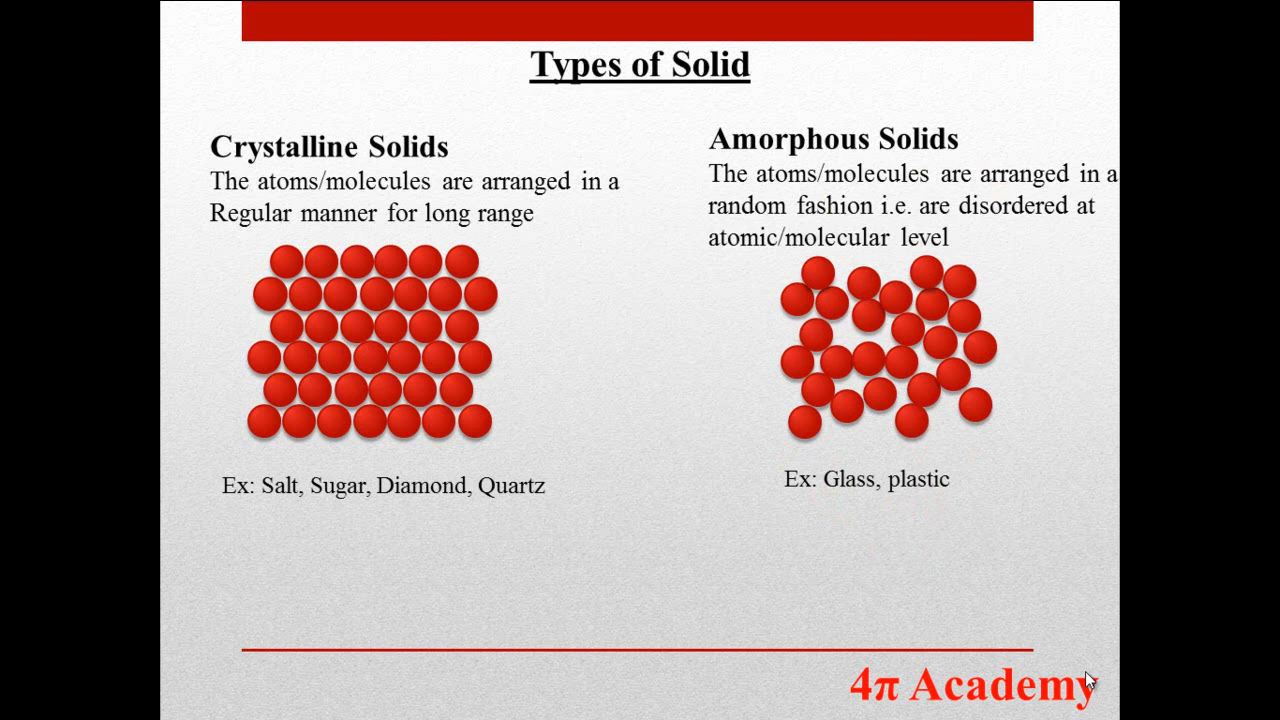 Types of Solid
Crystalline Solids
The atoms/molecules are arranged in a
Regular manner for long range
Ex: Salt, Sugar, Diamond, Quartz
Amorphous Solids
The atoms/molecules are arranged in a
random fashion i.e. are disordered at
atomic/molecular level
Ex: Glass, plastic
4π Academy